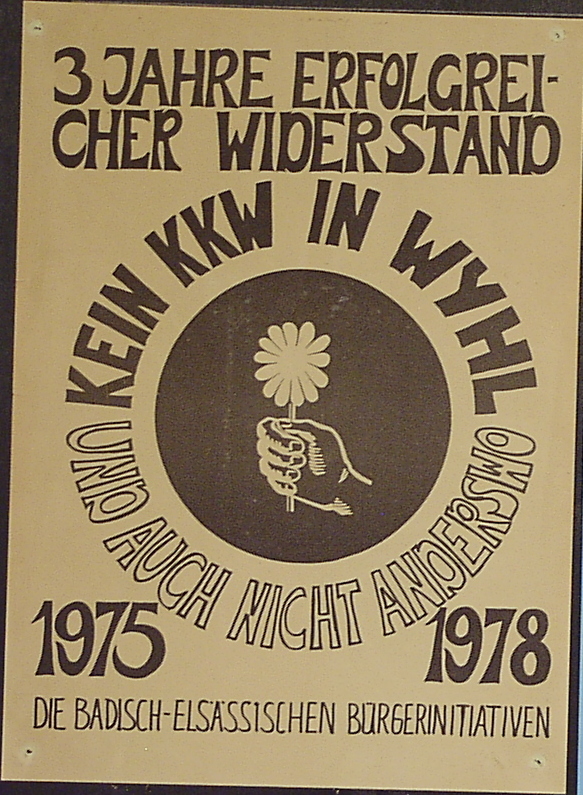 3 JAHRE ERFOLGREI-
CHER WIDERSTAND
KEIN KKW IN WYHL
UND AUCH NICHT ANDERSWO
1975 1978
DIE BADISCH-ELSÄSSISCHEN BÜRGERINITIATIVEN